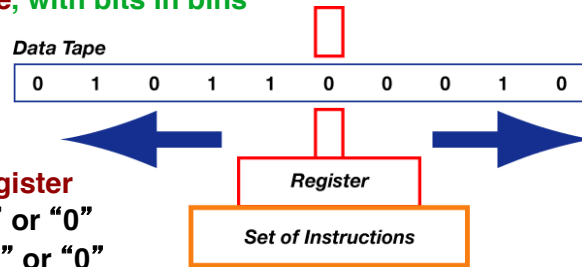 , with bits in bins
Data Tape
0 1 0 1 1 0 0 0 1 0
Register
gister
" or "0"
Set of Instructions
" or "0"